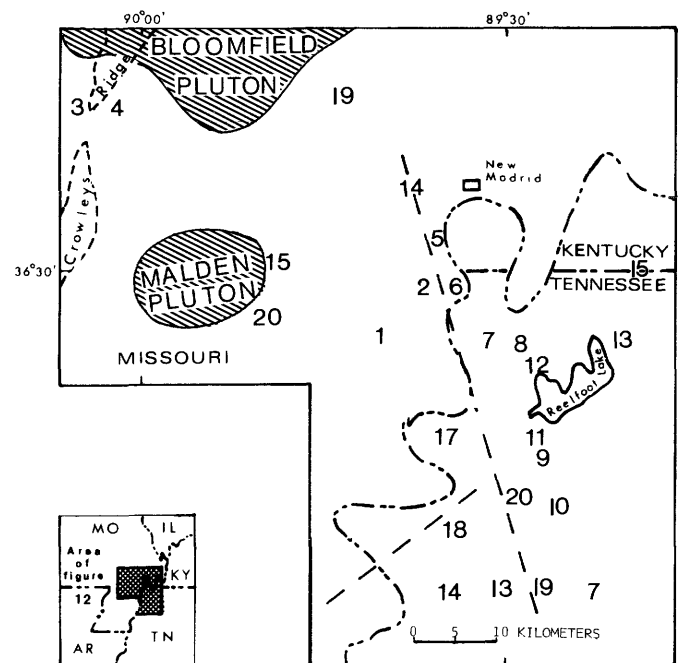 90°00'
89°30'
BLOOMFIELD
PLUTON
Ridge
3
4
19
14
New
Madrid
Crowleys
5
KENTUCKY
36°30'
15
15
MALDEN
PLUTON
2
6
TENNESSEE
20
1
7
8
13
MISSOURI
12
Reelfoot Lake
17
11
9
20
10
18
MO
IL
Area
of
figure
12
KY
14
13
19
7
AR
TN
0
5
10 KILOMETERS